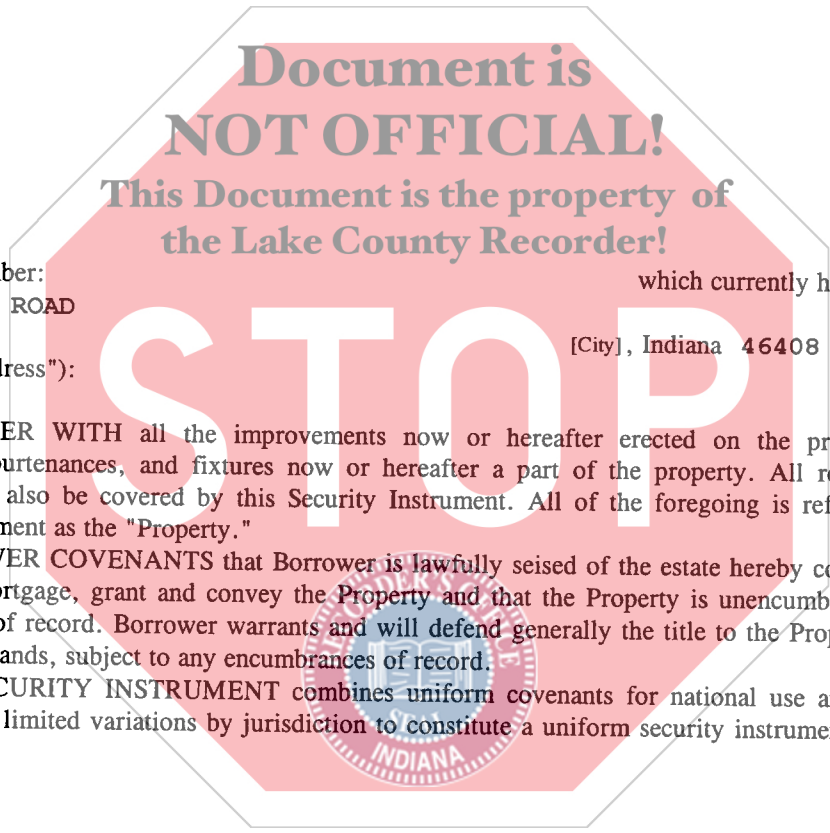 Document is
NOT OFFICIAL!
This Document is the property of
the Lake County Recorder!
ber:
which currently h
ROAD
[City], Indiana 46408
dress"):
STOP
ER WITH all the improvements now or hereafter erected on the pr
ourtenances, and fixtures now or hereafter a part of the property. All re
also be covered by this Security Instrument. All of the foregoing is ref
ment as the "Property."
VER COVENANTS that Borrower is lawfully seised of the estate hereby co
ortgage, grant and convey the Property and that the Property is unencumb
of record. Borrower warrants and will defend generally the title to the Prop
ands, subject to any encumbrances of record.
CURITY INSTRUMENT combines uniform covenants for national use a
limited variations by jurisdiction to constitute a uniform security instrume
RECORDER'S OFFICE
SEAL
INDIANA